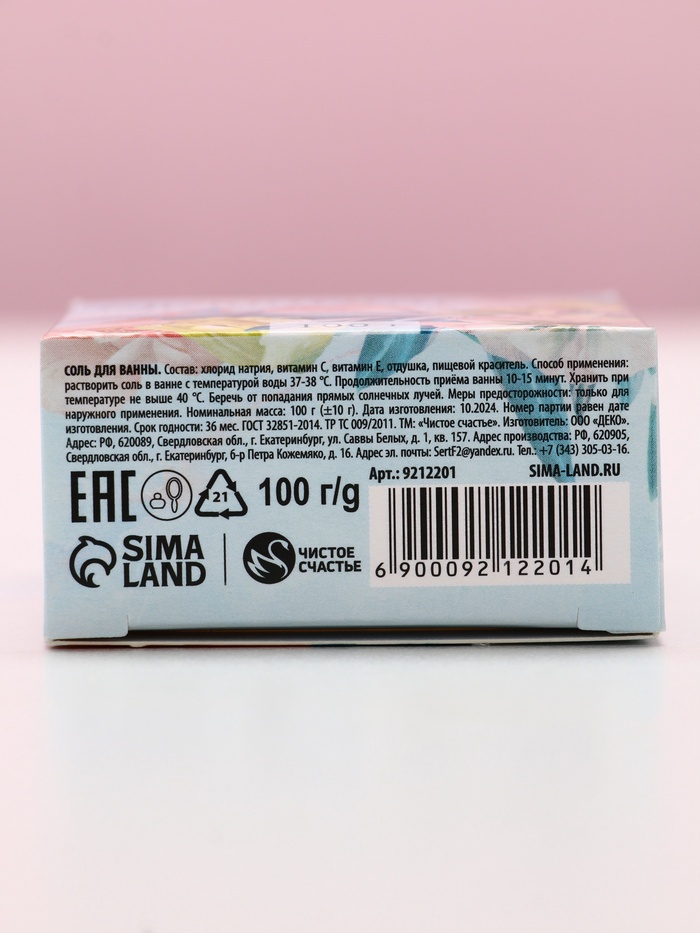 СОЛЬ ДЛЯ ВАННЫ. Состав: хлорид натрия, витамин С, витамин Е, отдушка, пищевой краситель. Способ применения:
растворить соль в ванне с температурой воды 37-38 °С. Продолжительность приёма ванны 10-15 минут. Хранить при
температуре не выше 40 °С. Беречь от попадания прямых солнечных лучей. Меры предосторожности: только для
наружного применения. Номинальная масса: 100 г (±10 г). Дата изготовления: 10.2024. Номер партии равен дате
изготовления. Срок годности: 36 мес. ГОСТ 32851-2014. ТР ТС 009/2011. ТМ: «Чистое счастье». Изготовитель: ООО «ДЕКО».
Адрес: РФ, 620089, Свердловская обл., г. Екатеринбург, ул. Саввы Белых, д. 1, кв. 157. Адрес производства: РФ, 620905,
Свердловская обл., г. Екатеринбург, б-р Петра Кожемяко, д. 16. Адрес эл. почты: SertF2@yandex.ru. Тел.: +7 (343) 305-03-16.
Арт.: 9212201 SIMA-LAND.RU
EAC 21 100 г/g
SIMA LAND
ЧИСТОЕ СЧАСТЬЕ
6 900092 122014